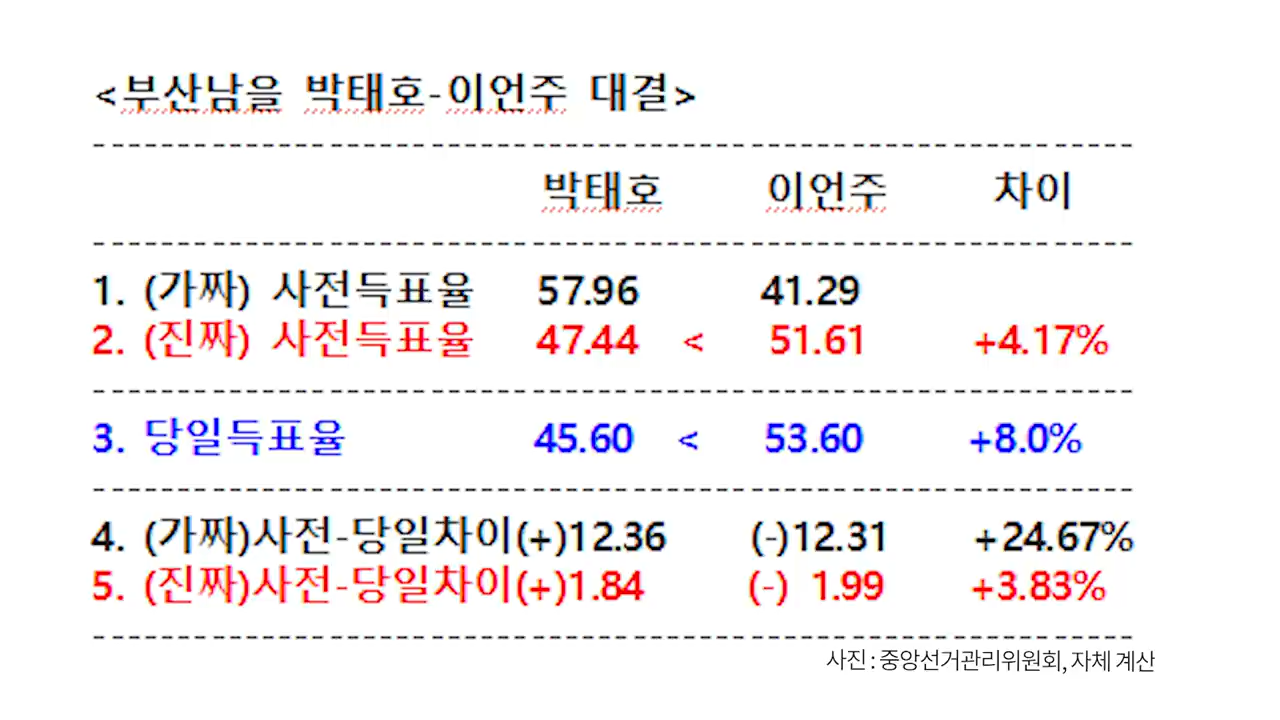 <부산남을 박태호-이언주 대결>
박태호 이언주 차이
1. (가짜) 사전득표율 57.96 41.29
2. (진짜) 사전득표율 47.44 < 51.61 +4.17%
3. 당일득표율 45.60 < 53.60 +8.0%
4. (가짜)사전-당일차이(+)12.36 (-)12.31 +24.67%
5. (진짜)사전-당일차이(+)1.84 (-) 1.99 +3.83%
사진 : 중앙선거관리위원회, 자체 계산